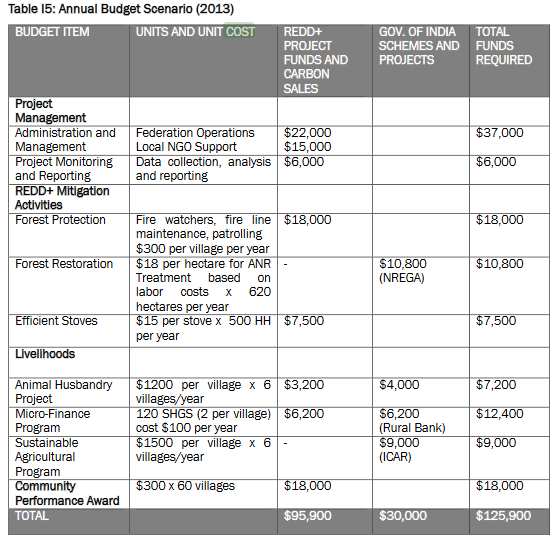 Table I5: Annual Budget Scenario (2013)
BUDGET ITEM UNITS AND UNIT COST REDD+ PROJECT FUNDS AND CARBON SALES GOV. OF INDIA SCHEMES AND PROJECTS TOTAL FUNDS REQUIRED
Project Management
Administration and Management Federation Operations Local NGO Support $22,000 $15,000 $37,000
Project Monitoring and Reporting Data collection, analysis and reporting $6,000 $6,000
REDD+ Mitigation Activities
Forest Protection Fire watchers, fire line maintenance, patrolling $300 per village per year $18,000 $18,000
Forest Restoration $18 per hectare for ANR Treatment based on labor costs x 620 hectares per year - $10,800 (NREGA) $10,800
Efficient Stoves $15 per stove x 500 HH per year $7,500 $7,500
Livelihoods
Animal Husbandry Project $1200 per village x 6 villages/year $3,200 $4,000 $7,200
Micro-Finance Program 120 SHGS (2 per village) cost $100 per year $6,200 $6,200 (Rural Bank) $12,400
Sustainable Agricultural Program $1500 per village x 6 villages/year - $9,000 (ICAR) $9,000
Community Performance Award $300 x 60 villages $18,000 $18,000
TOTAL $95,900 $30,000 $125,900